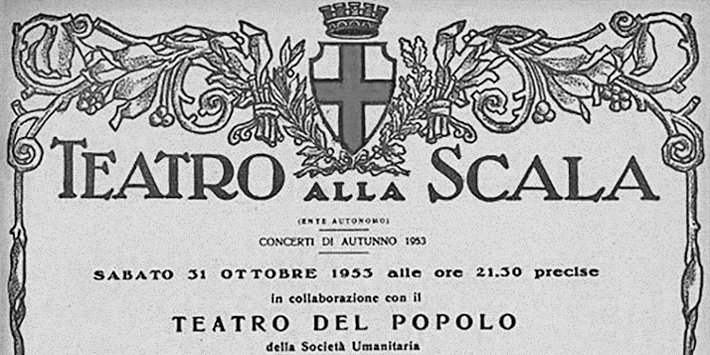 TEATRO ALLA SCALA
(ENTE AUTONOMO)
CONCERTI DI AUTUNNO 1953
SABATO 31 OTTOBRE 1953 alle ore 21.30 precise
in collaborazione con il
TEATRO DEL POPOLO
della Società Umanitaria